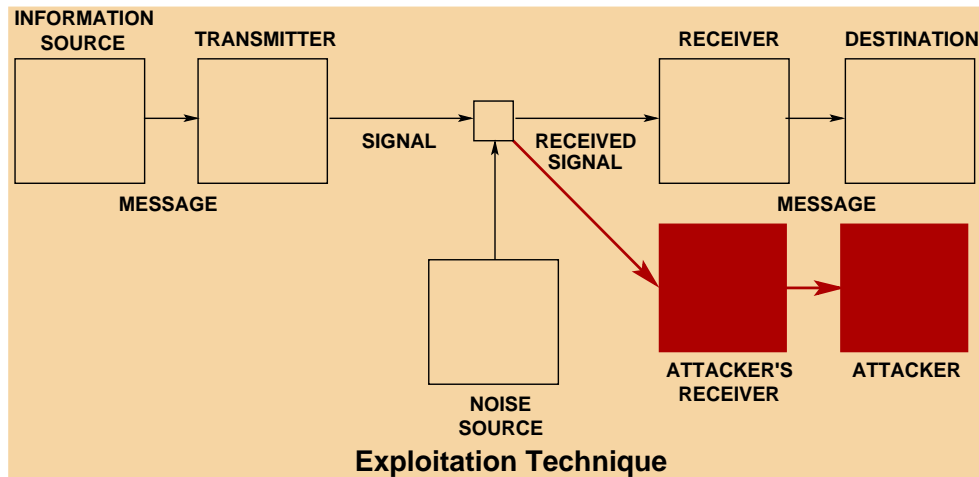 INFORMATION
SOURCE
TRANSMITTER
RECEIVER
DESTINATION
SIGNAL
RECEIVED
SIGNAL
MESSAGE
MESSAGE
ATTACKER'S
RECEIVER
ATTACKER
NOISE
SOURCE
Exploitation Technique